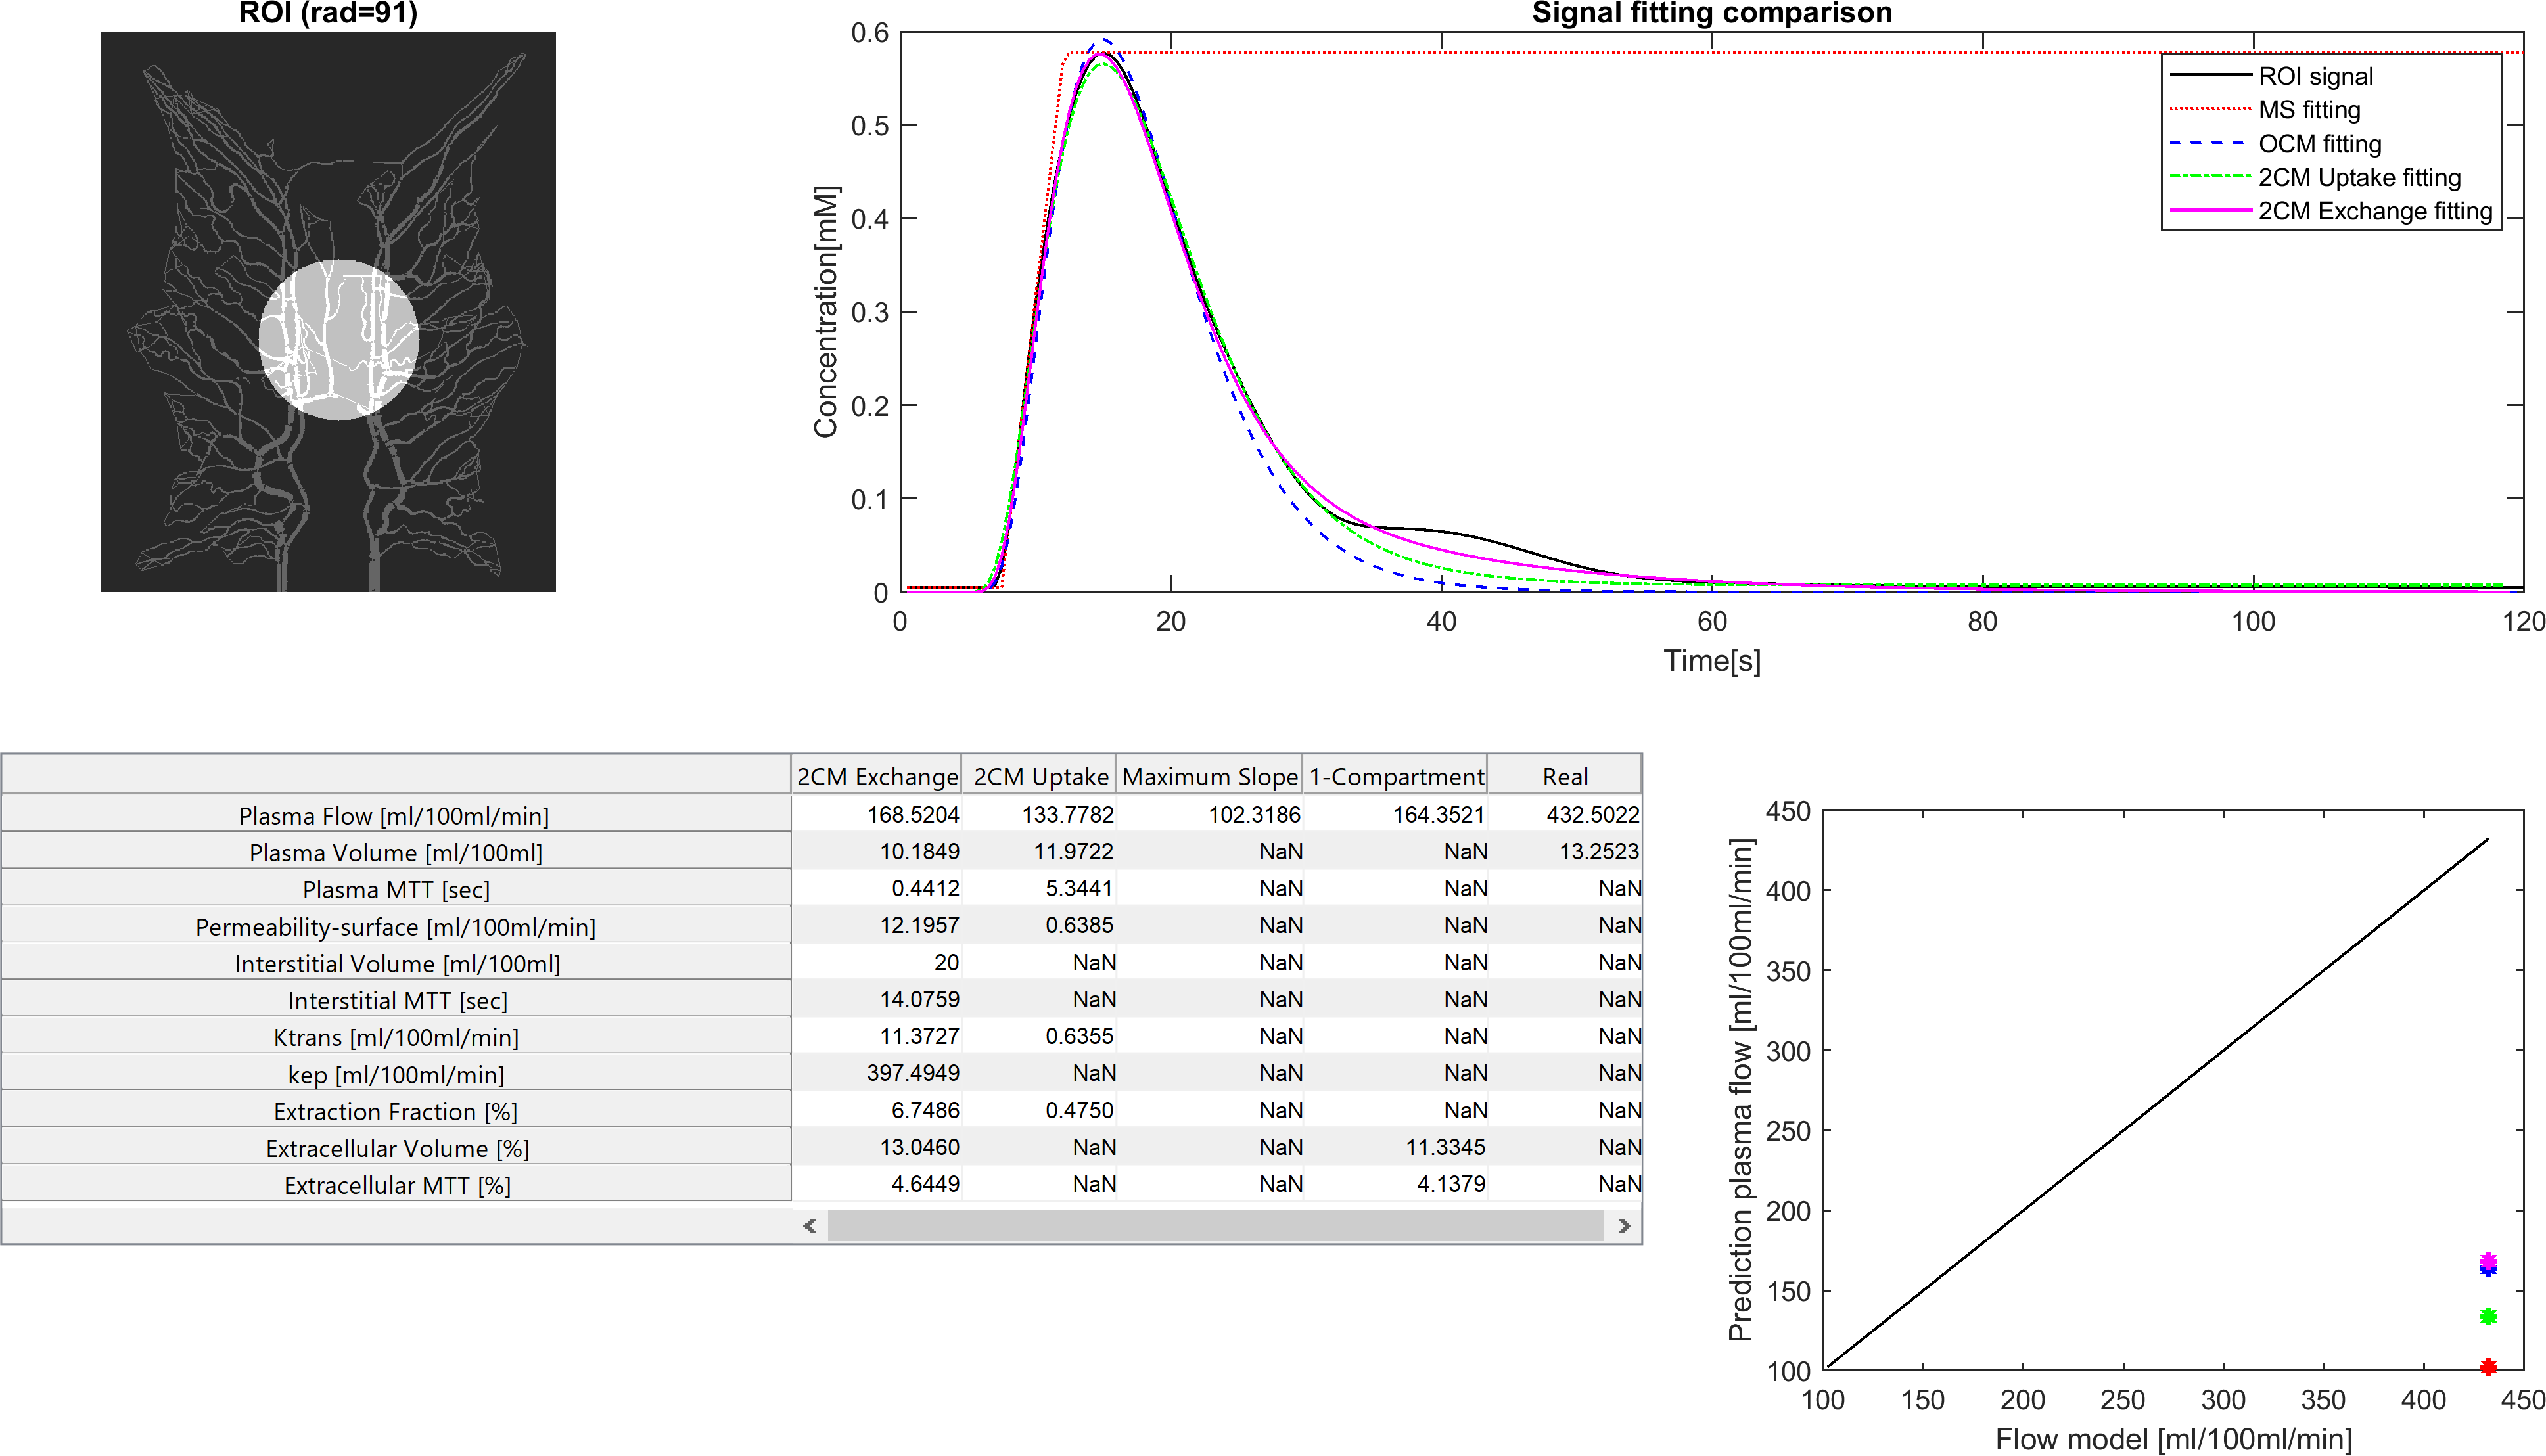 ROI (rad=91)
Signal fitting comparison
0.6
0.5
0.4
0.3
0.2
0.1
0
Concentration[mM]
ROI signal
MS fitting
OCM fitting
2CM Uptake fitting
2CM Exchange fitting
0 20 40 60 80 100 120
Time[s]
2CM Exchange 2CM Uptake Maximum Slope 1-Compartment Real
Plasma Flow [ml/100ml/min] 168.5204 133.7782 102.3186 164.3521 432.5022
Plasma Volume [ml/100ml] 10.1849 11.9722 NaN NaN 13.2523
Plasma MTT [sec] 0.4412 5.3441 NaN NaN NaN
Permeability-surface [ml/100ml/min] 12.1957 0.6385 NaN NaN NaN
Interstitial Volume [ml/100ml] 20 NaN NaN NaN NaN
Interstitial MTT [sec] 14.0759 NaN NaN NaN NaN
Ktrans [ml/100ml/min] 11.3727 0.6355 NaN NaN NaN
kep [ml/100ml/min] 397.4949 NaN NaN NaN NaN
Extraction Fraction [%] 6.7486 0.4750 NaN NaN NaN
Extracellular Volume [%] 13.0460 NaN NaN 11.3345 NaN
Extracellular MTT [%] 4.6449 NaN NaN 4.1379 NaN
450
400
350
300
250
200
150
100
Prediction plasma flow [ml/100ml/min]
100 150 200 250 300 350 400 450
Flow model [ml/100ml/min]